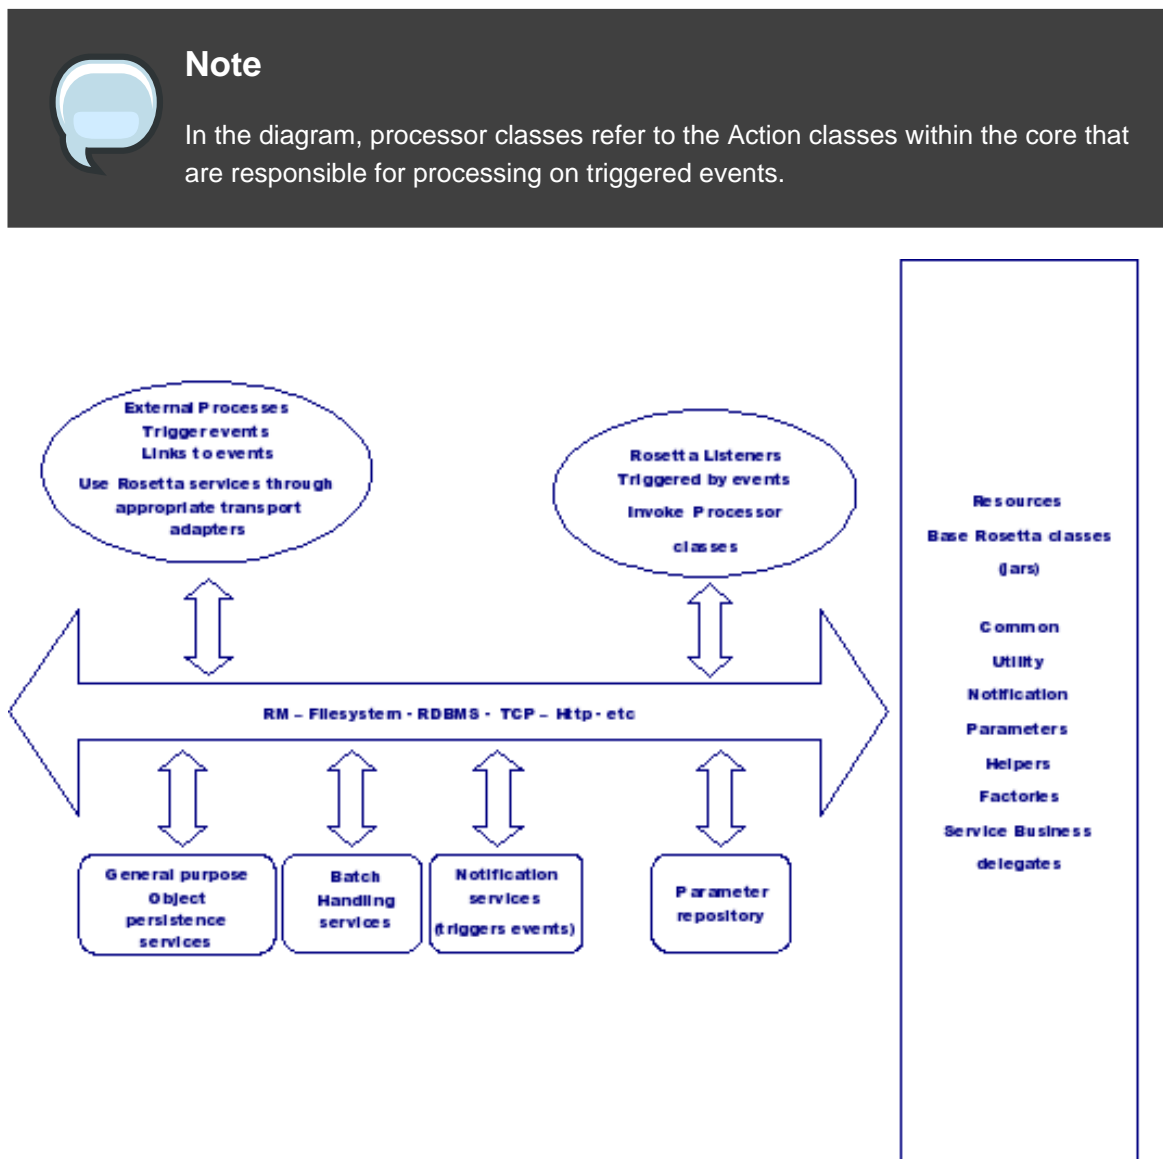 Note
In the diagram, processor classes refer to the Action classes within the core that
are responsible for processing on triggered events.
External Processes
Trigger events
Links to events
Use Rosetta services through
appropriate transport
adapters
Rosetta Listeners
Triggered by events
Invoke Processor
classes
RM – Filesystem - RDBMS - TCP – Http - etc
General purpose
Object
persistence
services
Batch
Handling
services
Notification
services
(triggers events)
Parameter
repository
Resources
Base Rosetta classes
(Jars)
Common
Utility
Notification
Parameters
Helpers
Factories
Service Business
delegates